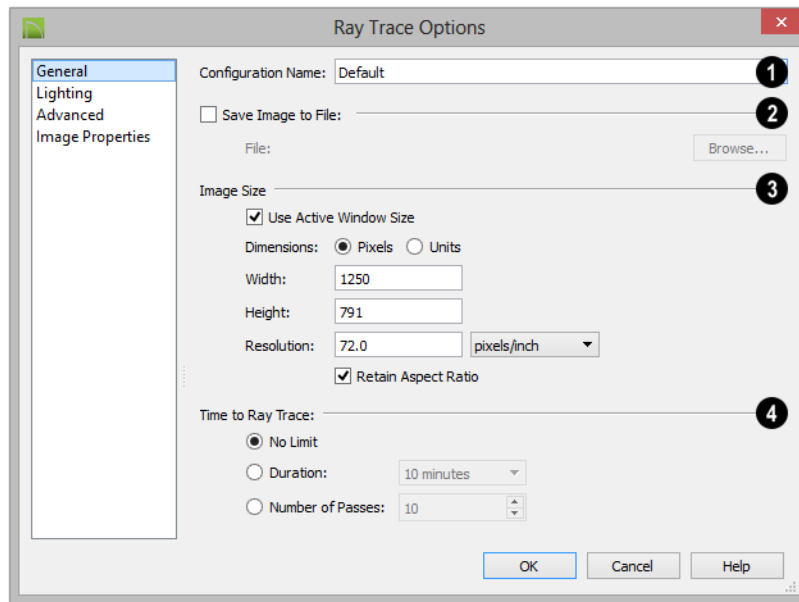 Ray Trace Options
General
Lighting
Advanced
Image Properties
Configuration Name: Default 1
Save Image to File: 2
File: Browse...
Image Size 3
Use Active Window Size
Dimensions: Pixels Units
Width: 1250
Height: 791
Resolution: 72.0 pixels/inch
Retain Aspect Ratio
Time to Ray Trace: 4
No Limit
Duration: 10 minutes
Number of Passes: 10
OK Cancel Help